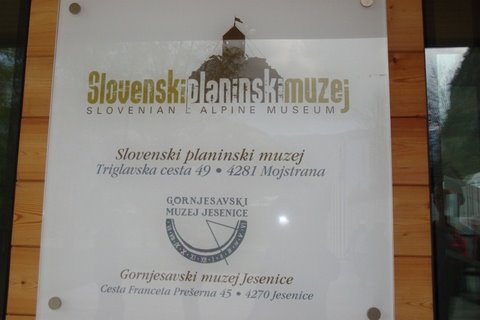 Slovenskiplaninskimuzej
SLOVENIAN ALPINE MUSEUM
Slovenski planinski muzej
Triglavska cesta 49 • 4281 Mojstrana
GORNJESAVSKI
MUZEJ JESENICE
Gornjesavski muzej Jesenice
Cesta Franceta Prešerna 45 • 4270 Jesenice